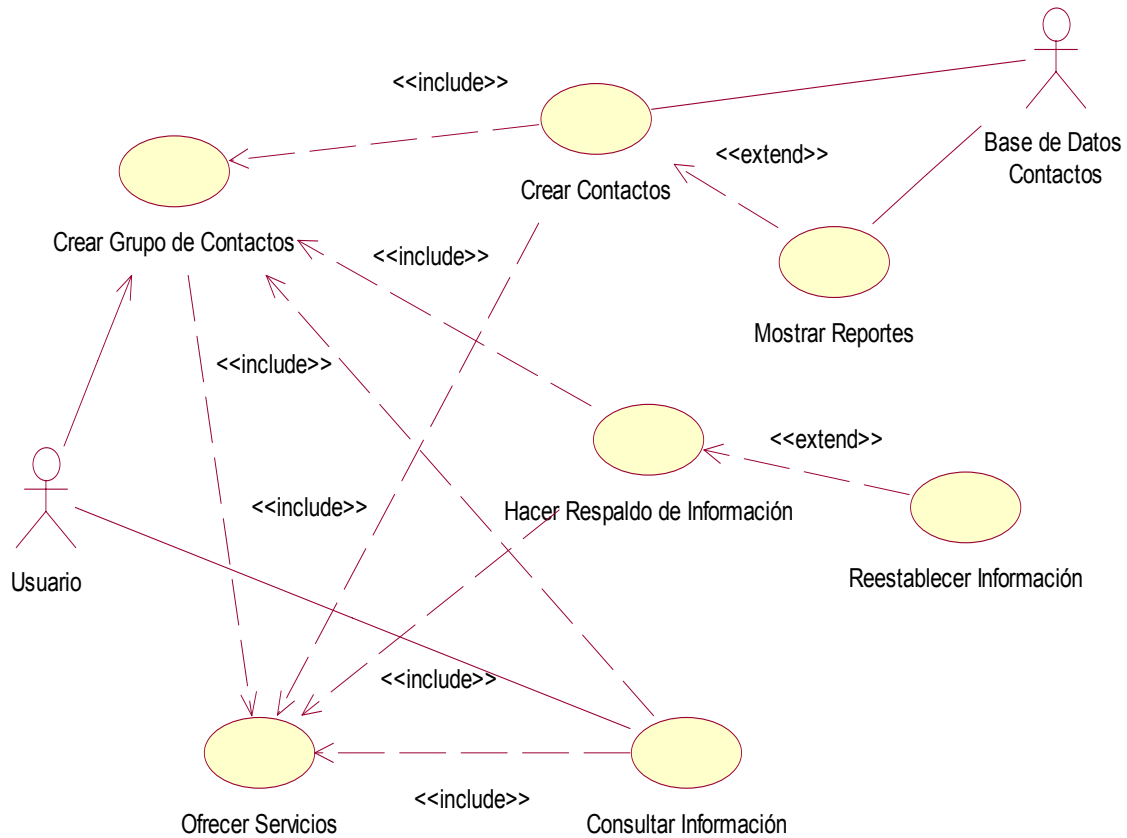 <<include>>
Base de Datos
Contactos
<<extend>>
Crear Contactos
Crear Grupo de Contactos
<<include>>
Mostrar Reportes
<<include>>
<<extend>>
<<include>>
Hacer Respaldo de Información
Usuario
Reestablecer Información
<<include>>
<<include>>
Ofrecer Servicios
Consultar Información